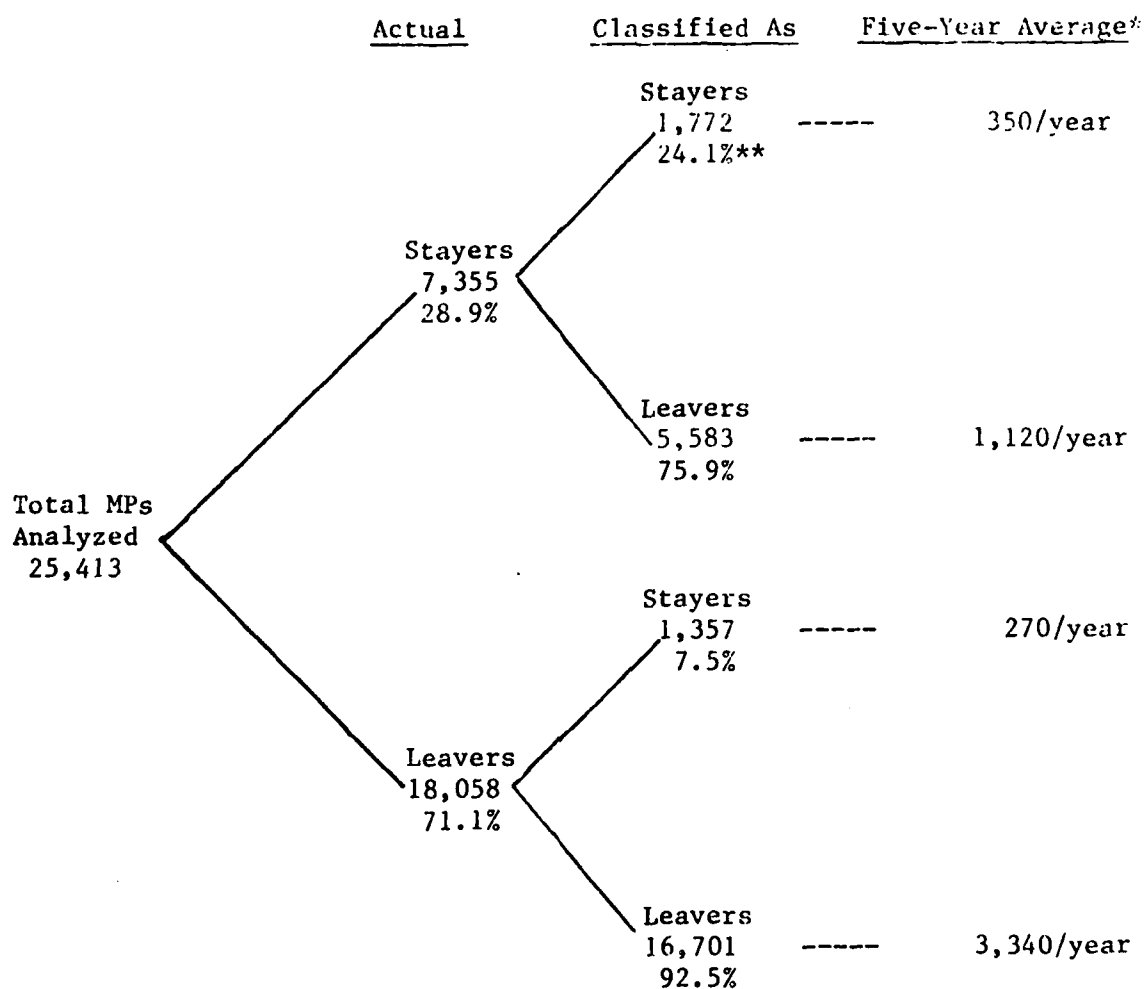 Actual Classified As Five-Year Average*
Stayers
1,772 ----- 350/year
24.1%**
Stayers
7,355
28.9%
Leavers
5,583 ----- 1,120/year
75.9%
Total MPs
Analyzed
25,413
Stayers
1,357 ----- 270/year
7.5%
Leavers
18,058
71.1%
Leavers
16,701 ----- 3,340/year
92.5%